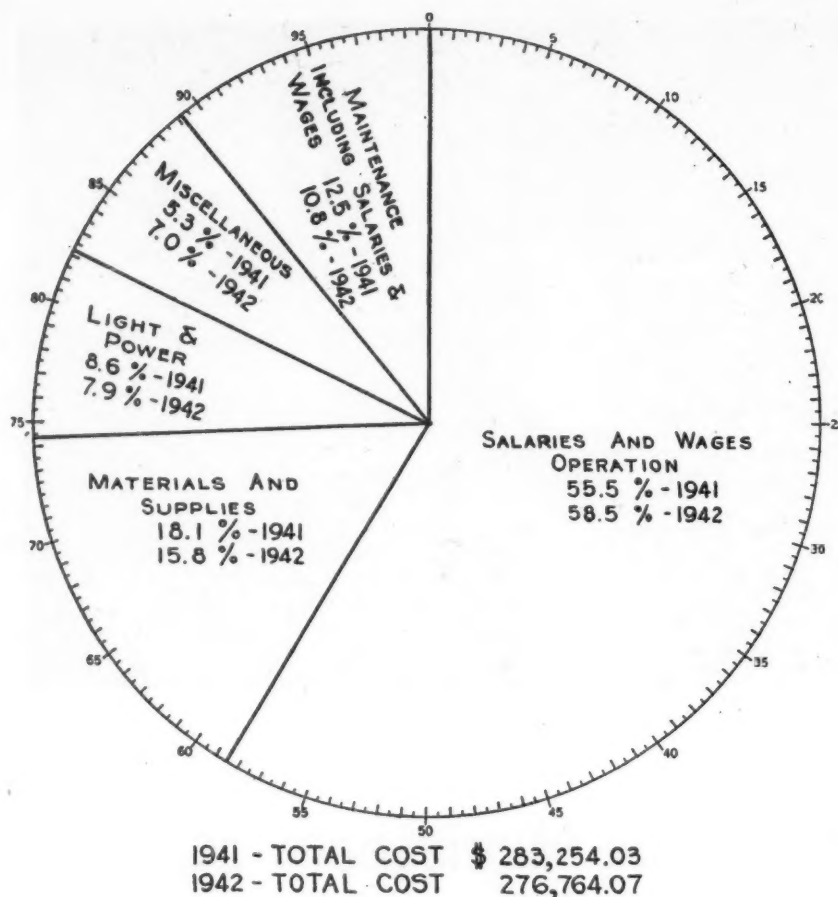 0
5
10
15
20
2
30
35
40
45
50
55
60
65
70
75
80
85
90
95
MAINTENANCE
INCLUDING SALARIES &
WAGES 12.5 % -1941
10.8 % -1942
MISCELLANEOUS
5.3 % -1941
7.0 % -1942
LIGHT &
POWER
8.6 % -1941
7.9 % -1942
MATERIALS AND
SUPPLIES
18.1 % -1941
15.8 % -1942
SALARIES AND WAGES
OPERATION
55.5 % -1941
58.5 % -1942
1941 - TOTAL COST $ 283,254.03
1942 - TOTAL COST 276,764.07